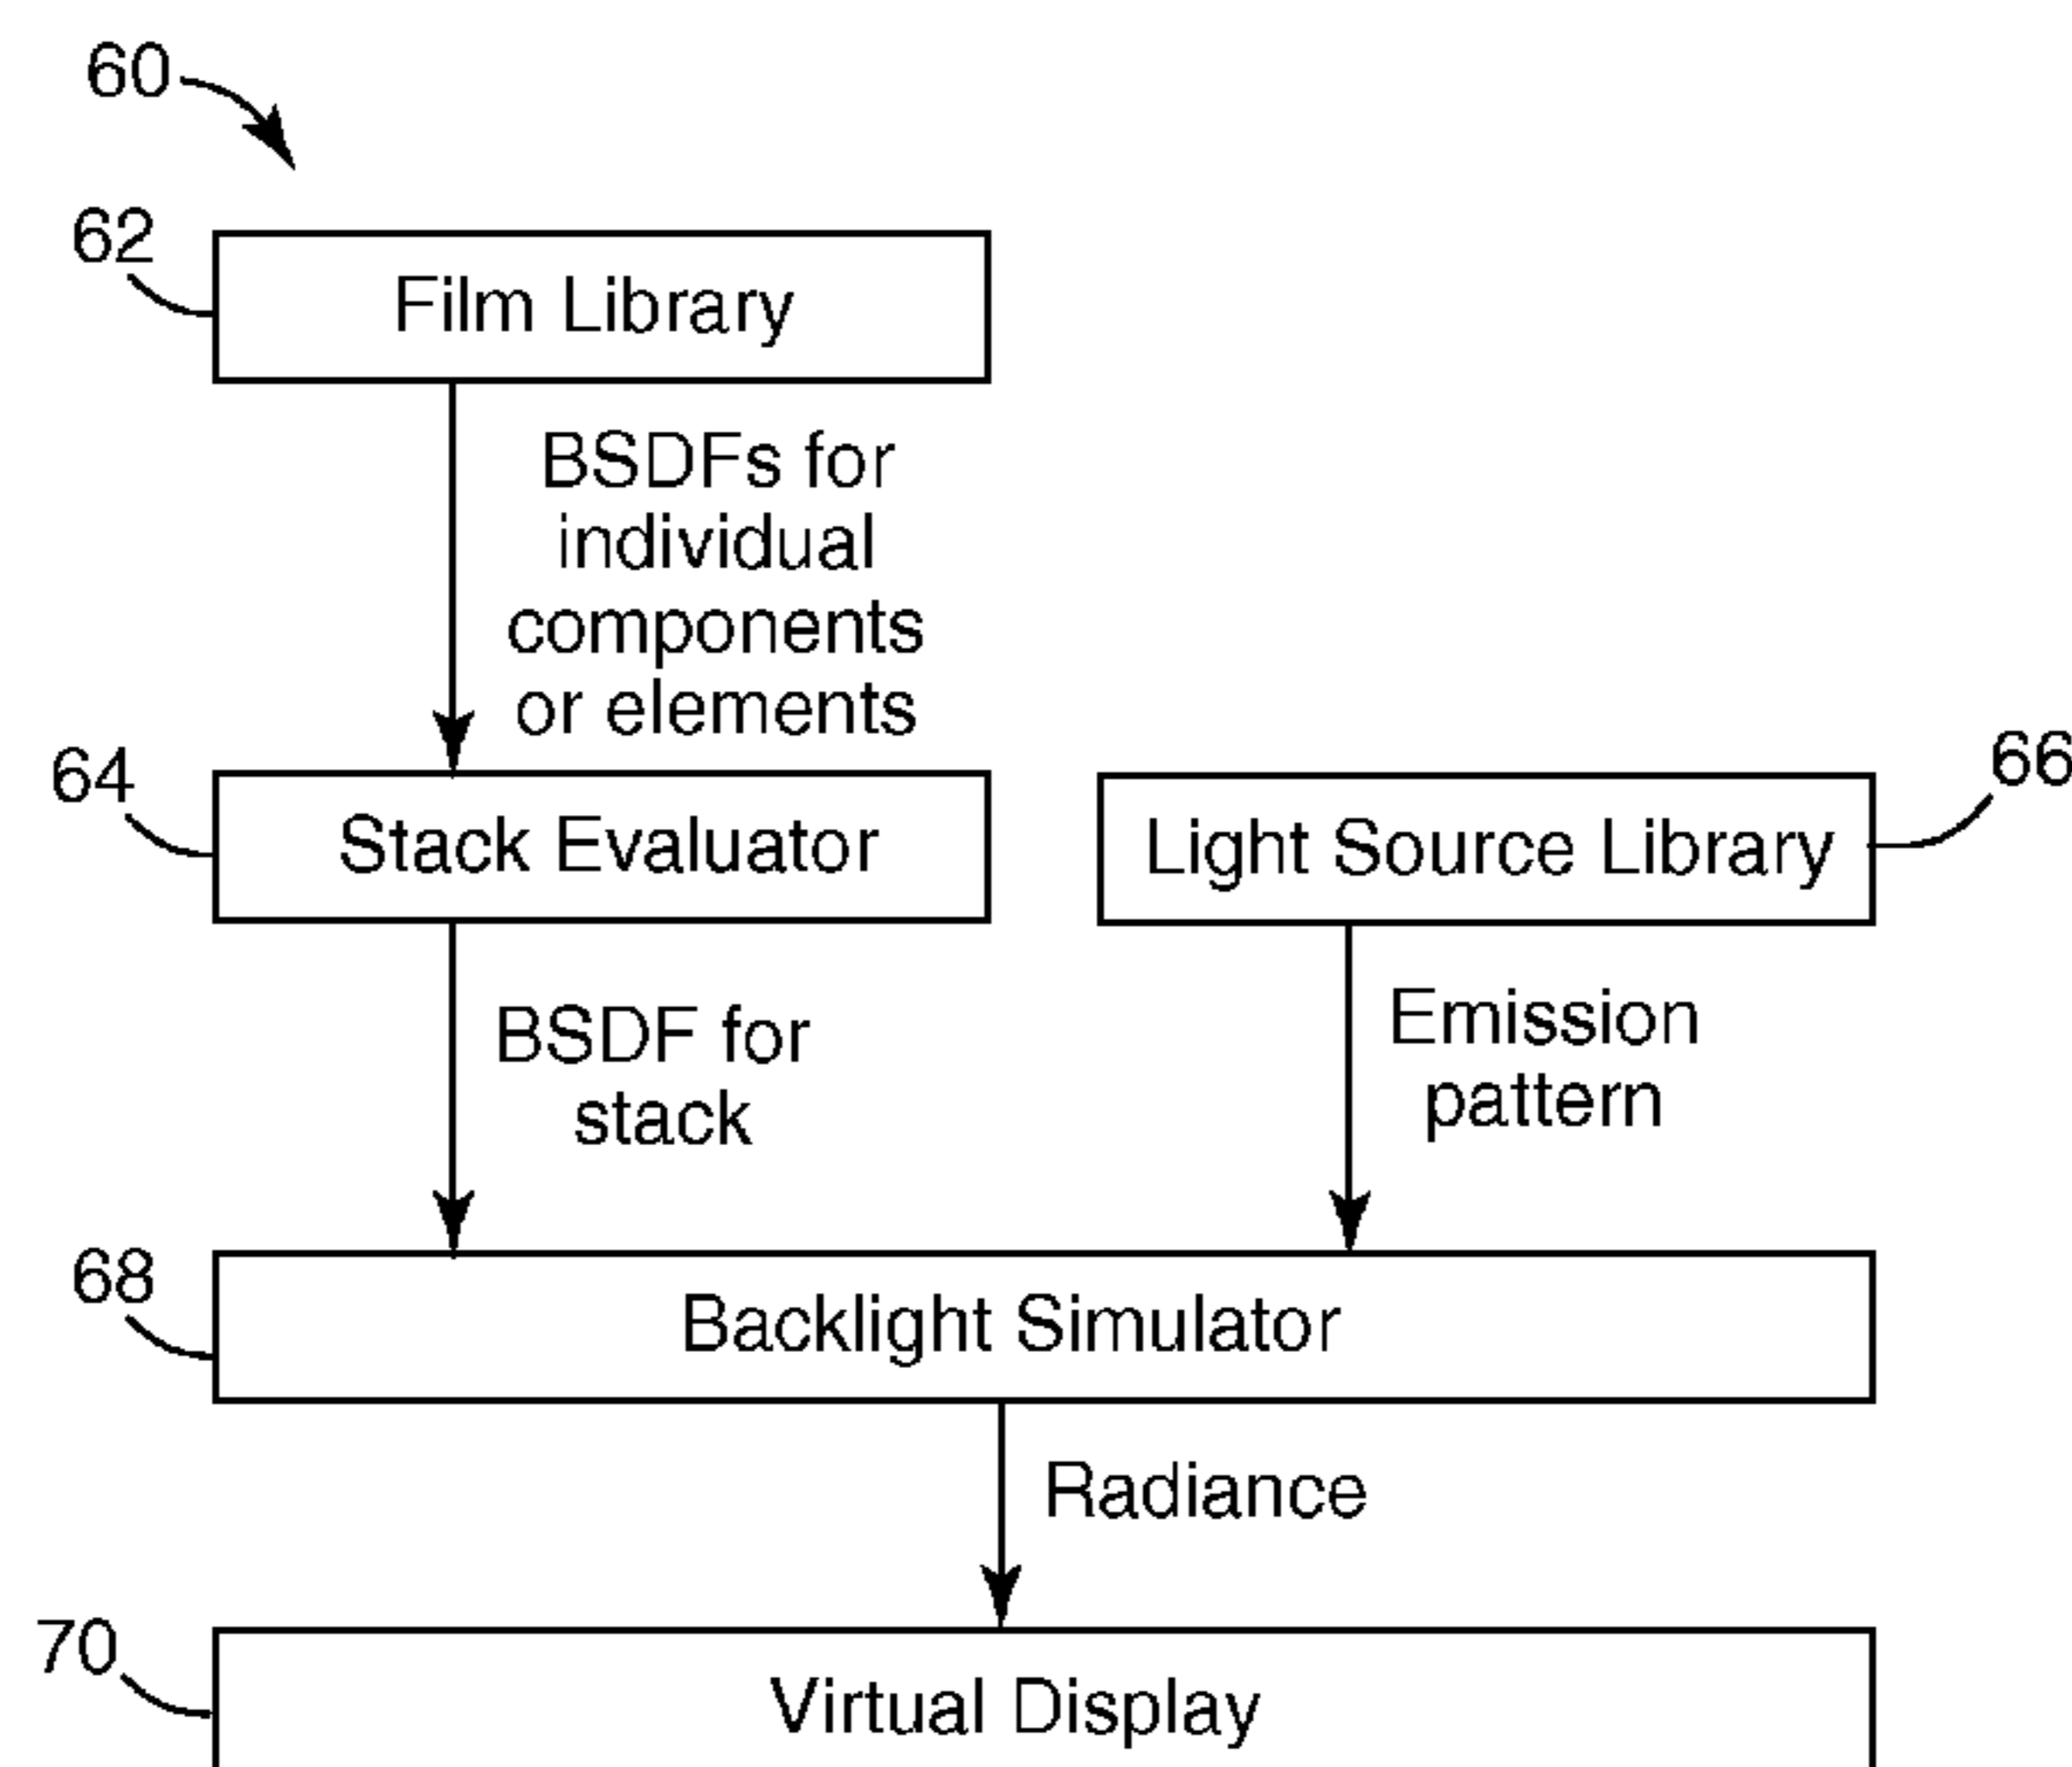 60
62
Film Library
BSDFs for
individual
components
or elements
64
Stack Evaluator
66
Light Source Library
BSDF for
stack
Emission
pattern
68
Backlight Simulator
Radiance
70
Virtual Display